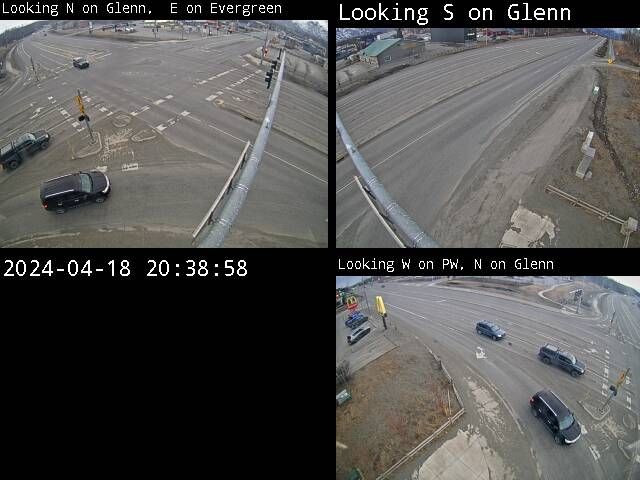 Looking N on Glenn,  E on Evergreen
Looking S on Glenn
2024-04-18 20:38:58
Looking W on PW, N on Glenn